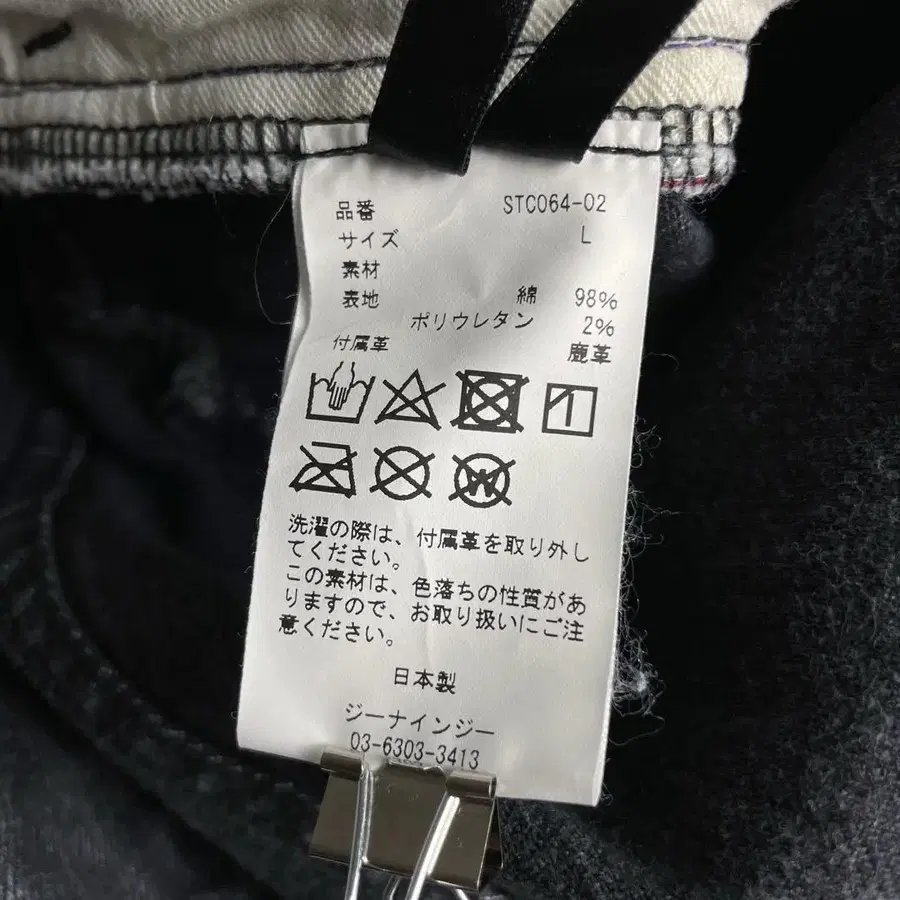 品番 STC064-02
サイズ L
素材
表地 綿 98%
ポリウレタン 2%
付属革 鹿革
洗濯の際は、付属革を取り外し
てください。
この素材は、色落ちの性質があ
りますので、お取り扱いにご注
意ください。
日本製
ジーナインジー
03-6303-3413